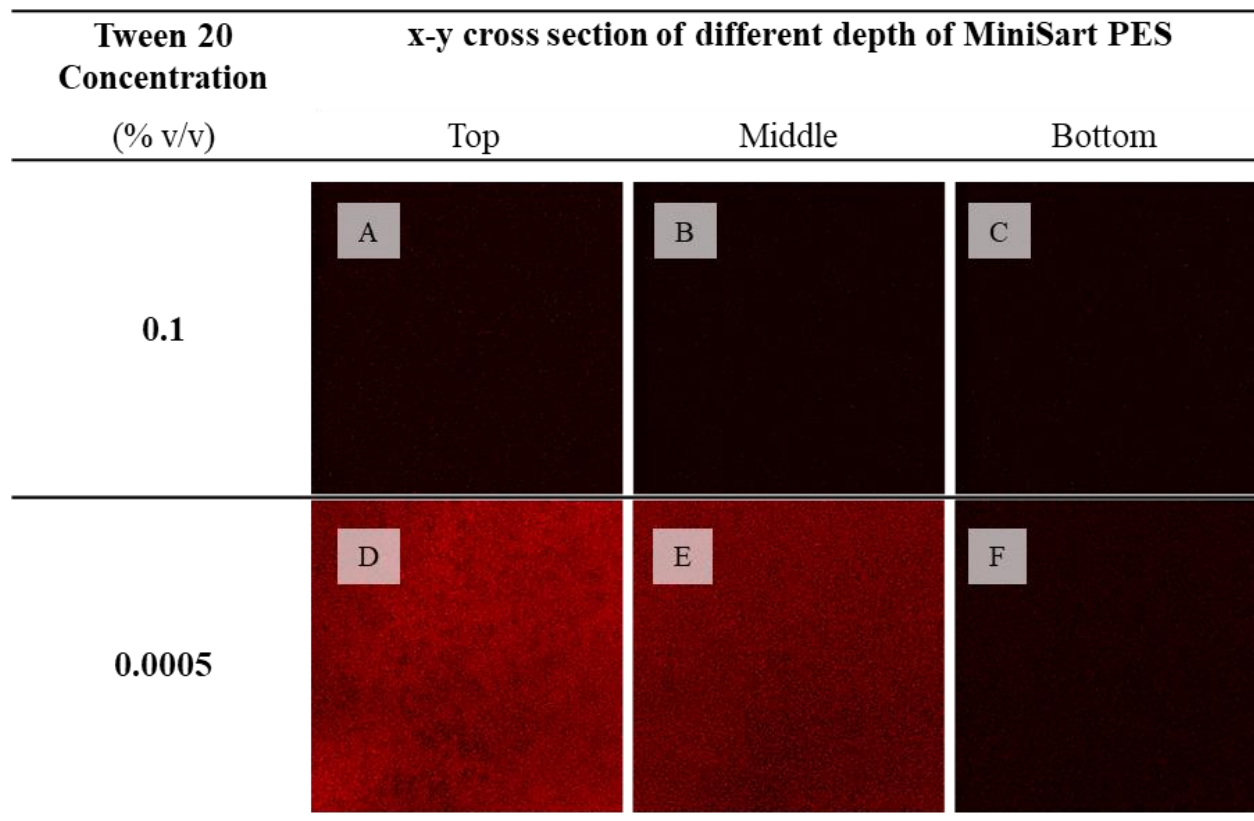 Tween 20
Concentration
(% v/v)
x-y cross section of different depth of MiniSart PES
Top Middle Bottom
0.1
A B C
0.0005
D E F